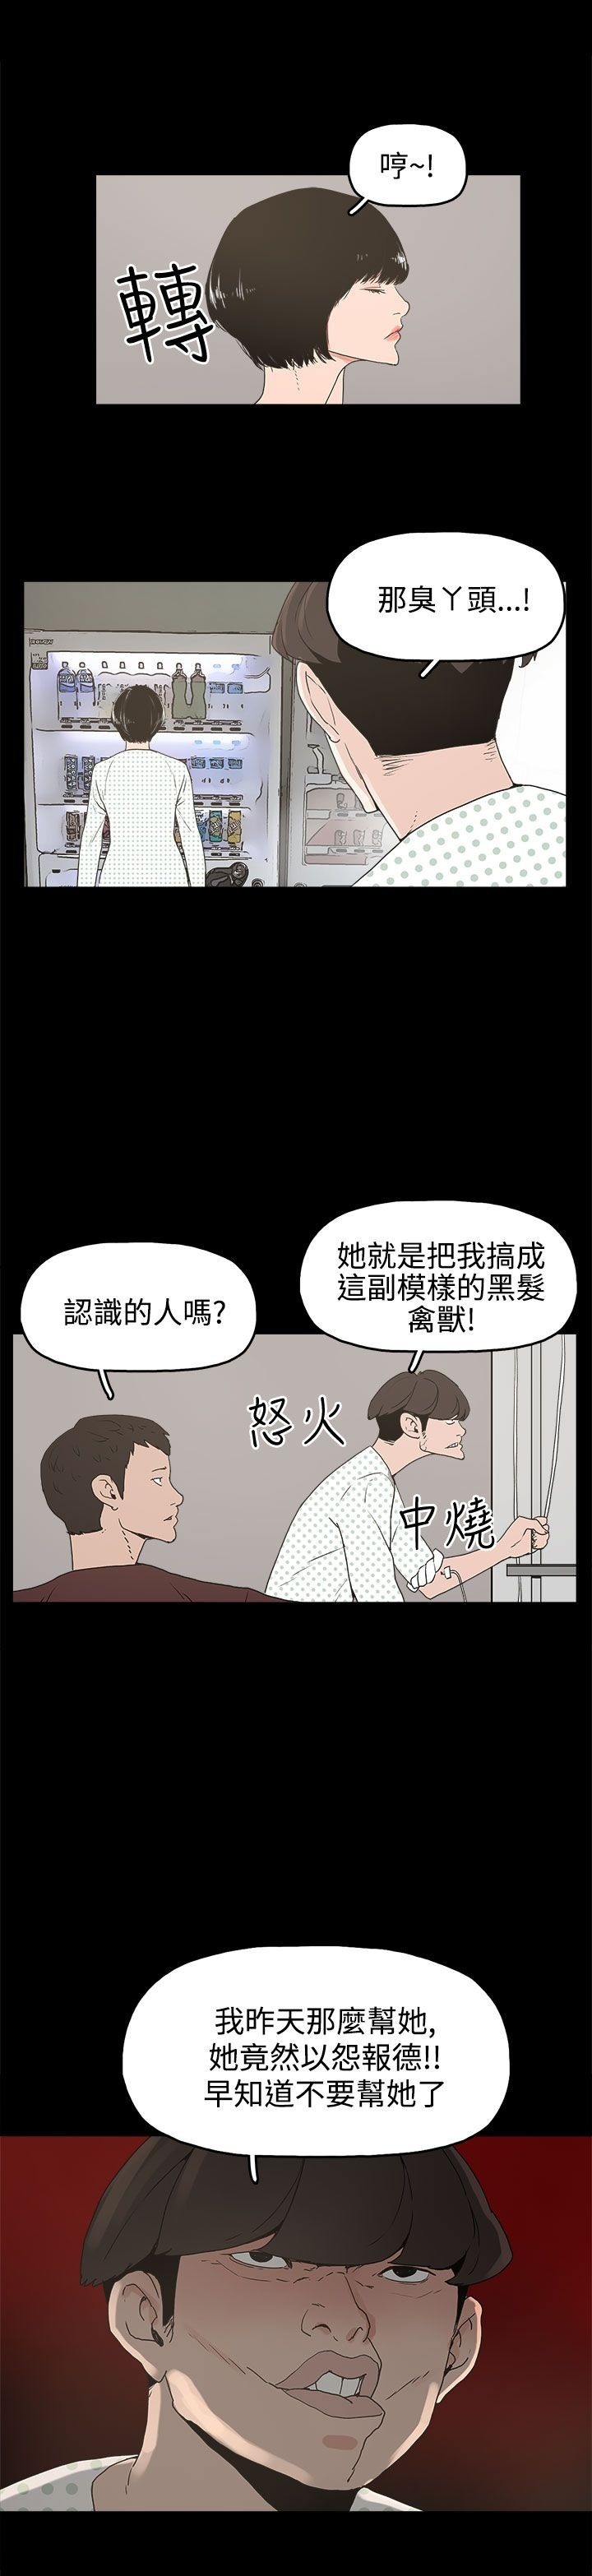 哼~!
轉
那臭丫頭...!
認識的人嗎?
她就是把我搞成
這副模樣的黑髮
禽獸!
怒火
中燒
我昨天那麼幫她,
她竟然以怨報德!!
早知道不要幫她了